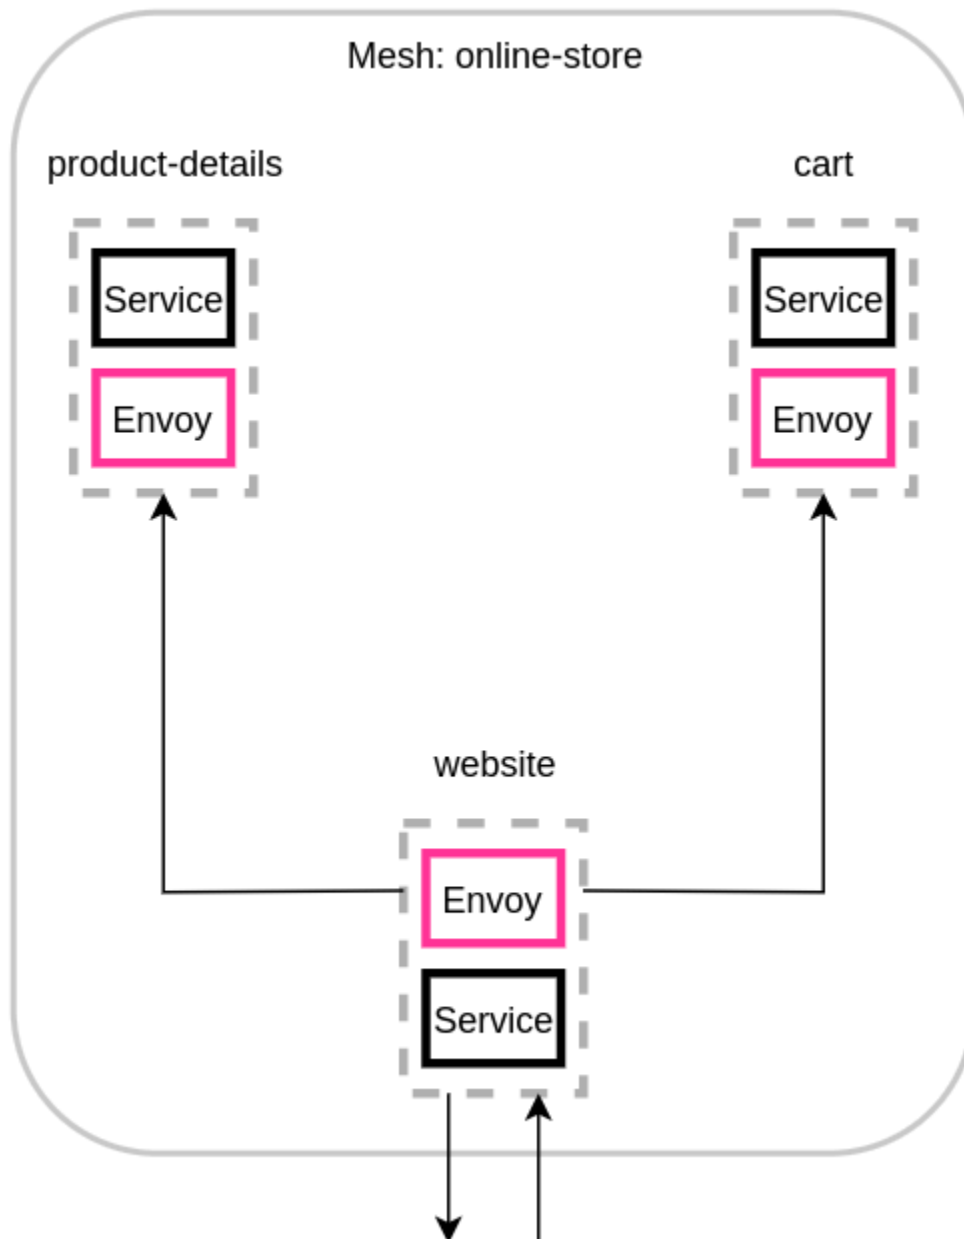 Mesh: online-store
product-details
cart
Service
Service
Envoy
Envoy
website
Envoy
Service